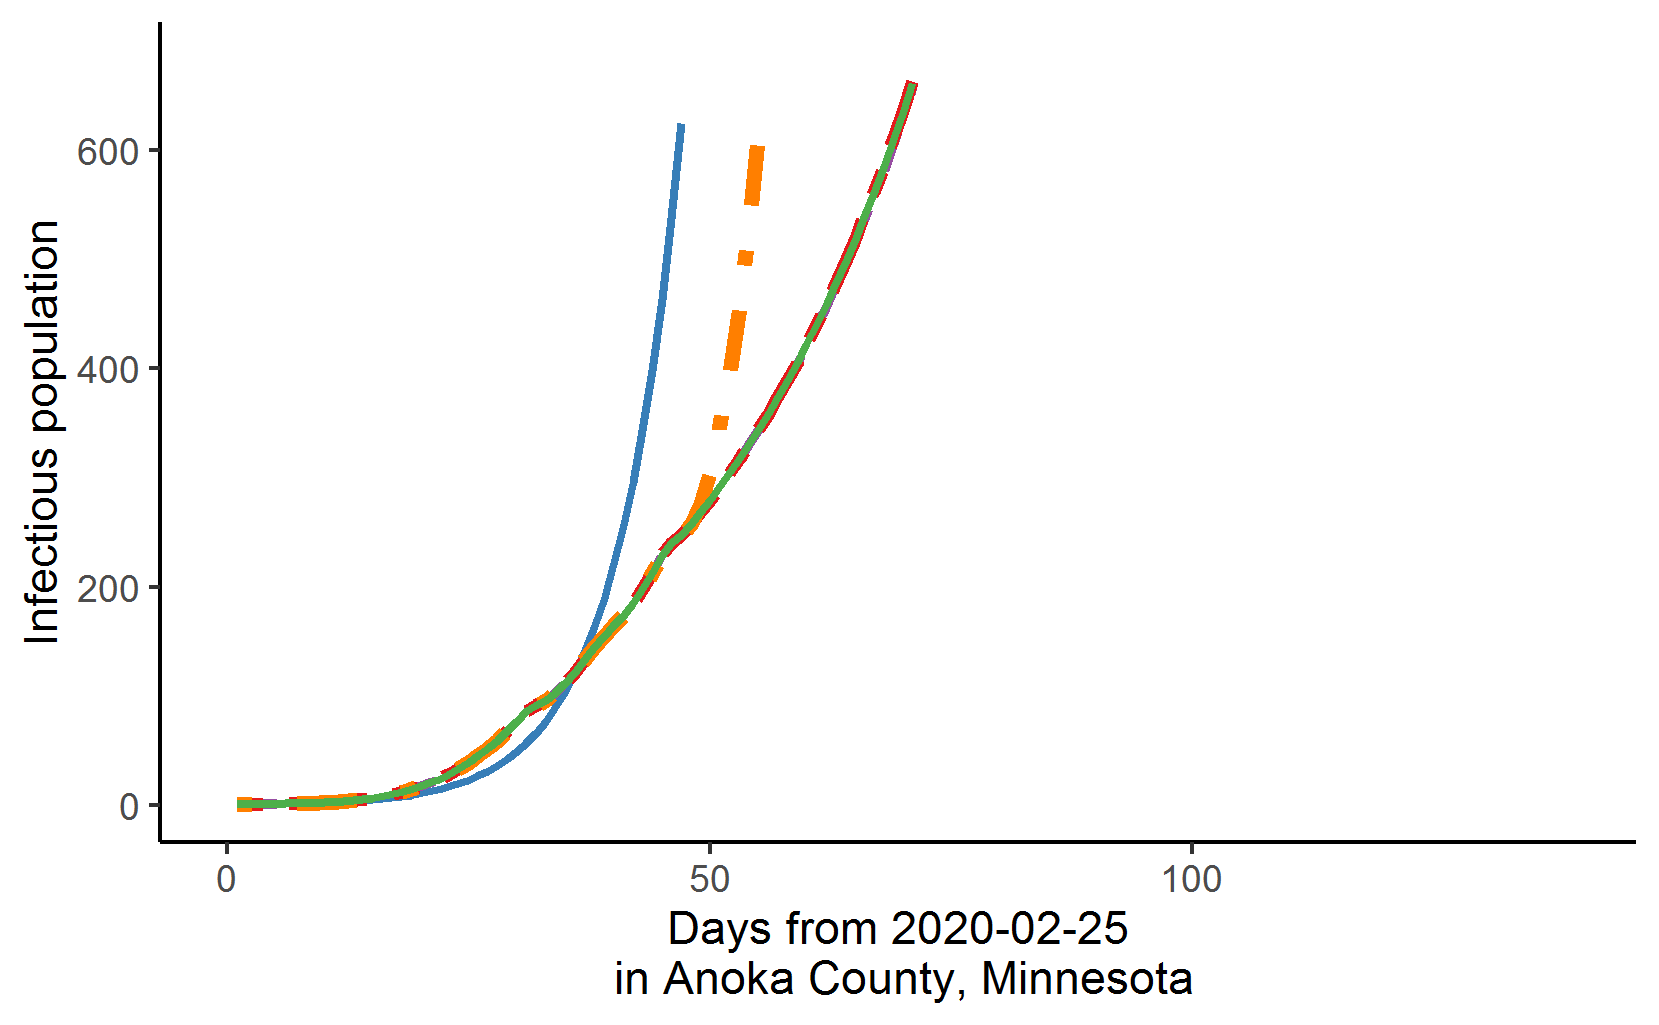 Infectious population
600
400
200
0
0 50 100
Days from 2020-02-25
in Anoka County, Minnesota